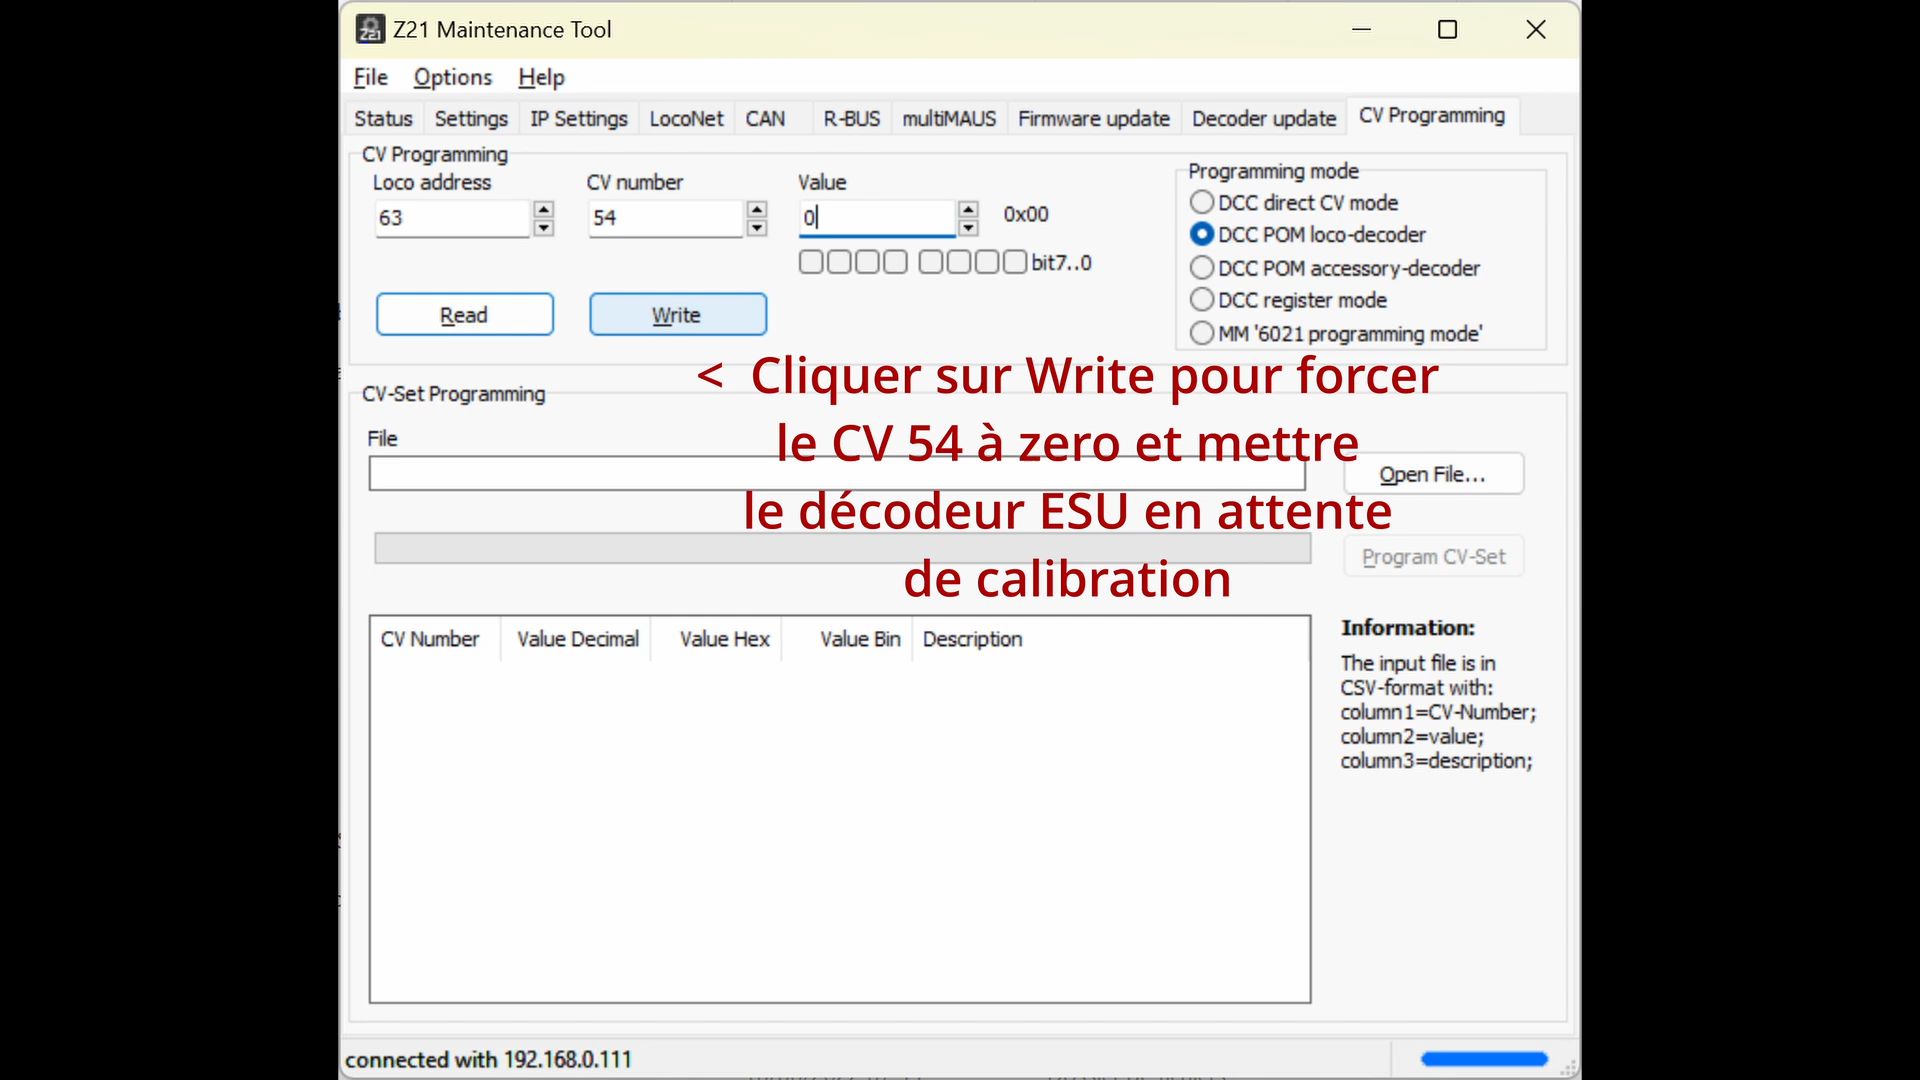 Z21 Maintenance Tool
File Options Help
Status Settings IP Settings LocoNet CAN R-BUS multiMAUS Firmware update Decoder update CV Programming
CV Programming
Loco address CV number Value
63 54 0 0x00
bit7..0
Read Write
Programming mode
DCC direct CV mode
DCC POM loco-decoder
DCC POM accessory-decoder
DCC register mode
MM '6021 programming mode'
< Cliquer sur Write pour forcer
le CV 54 à zero et mettre
le décodeur ESU en attente
de calibration
CV-Set Programming
File
Open File...
Program CV-Set
CV Number Value Decimal Value Hex Value Bin Description
Information:
The input file is in
CSV-format with:
column1=CV-Number;
column2=value;
column3=description;
connected with 192.168.0.111